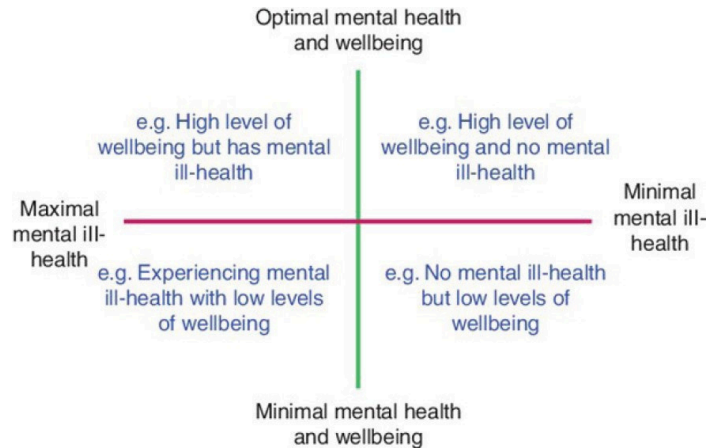 Optimal mental health
and wellbeing
e.g. High level of
wellbeing but has mental
ill-health
e.g. High level of
wellbeing and no mental
ill-health
Maximal
mental ill-
health
Minimal
mental ill-
health
e.g. Experiencing mental
ill-health with low levels
of wellbeing
e.g. No mental ill-health
but low levels of
wellbeing
Minimal mental health
and wellbeing